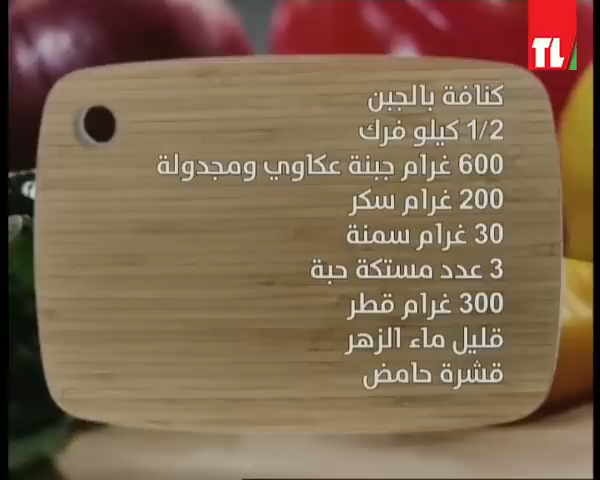 TL
كنافة بالجبن
1/2 كيلو فرك
600 غرام جبنة عكاوي ومجدولة
200 غرام سكر
30 غرام سمنة
3 عدد مستكة حبة
300 غرام قطر
قليل ماء الزهر
قشرة حامض